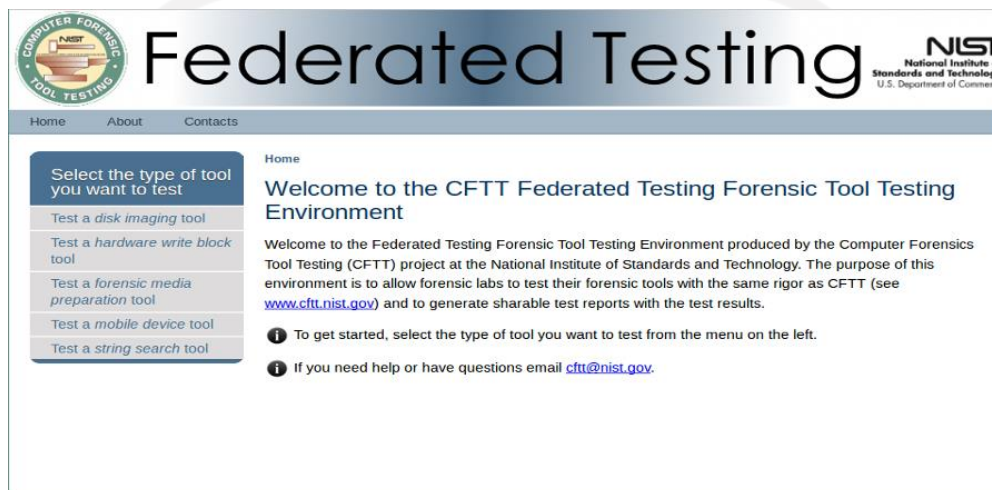 COMPUTER FORENSIC
NIST
TOOL TESTING
Federated Testing
NIST
National Institute
Standards and
U.S. Department of
Home About Contacts
Select the type of tool
you want to test
Test a disk imaging tool
Test a hardware write block
tool
Test a forensic media
preparation tool
Test a mobile device tool
Test a string search tool
Home
Welcome to the CFTT Federated Testing Forensic Tool Testing
Environment
Welcome to the Federated Testing Forensic Tool Testing Environment produced by the Computer Forensics
Tool Testing (CFTT) project at the National Institute of Standards and Technology. The purpose of this
environment is to allow forensic labs to test their forensic tools with the same rigor as CFTT (see
www.cftt.nist.gov) and to generate sharable test reports with the test results.
To get started, select the type of tool you want to test from the menu on the left.
If you need help or have questions email cftt@nist.gov.